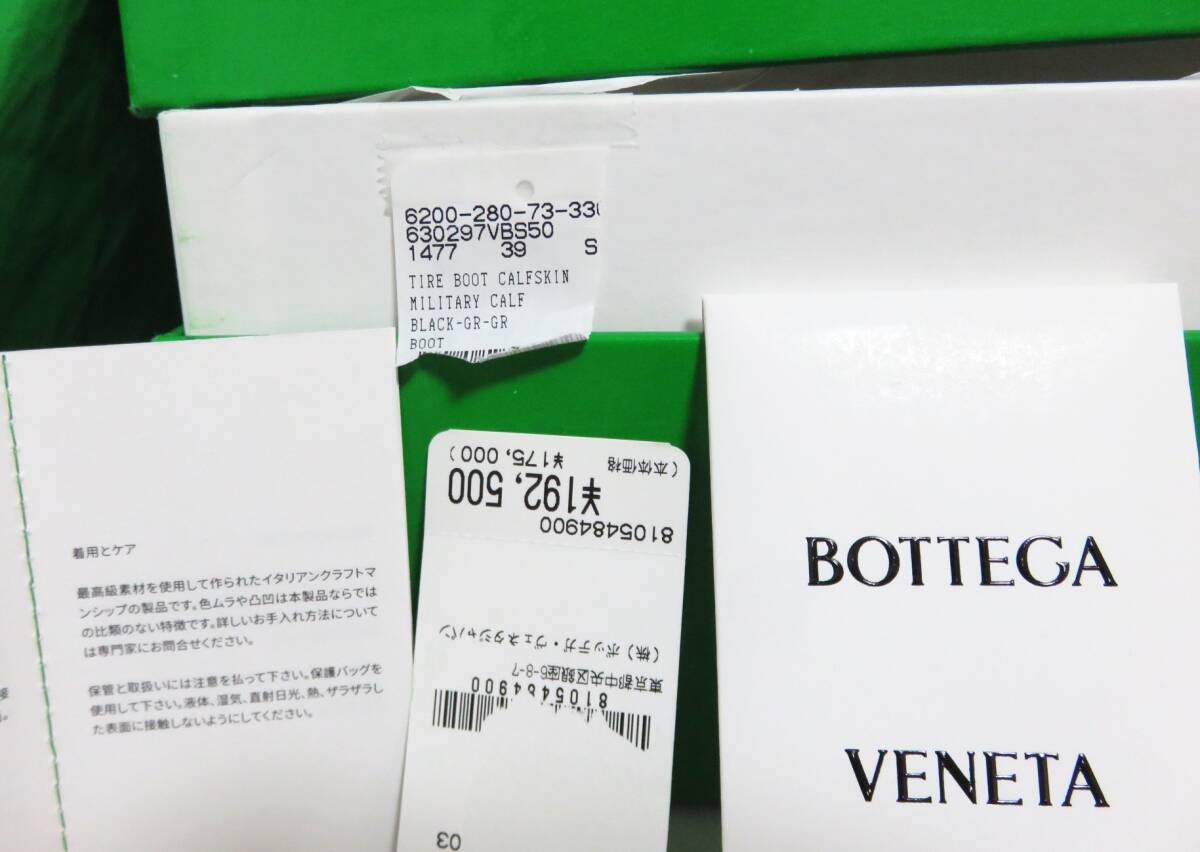 6200-280-73-330
630297VBS50
1477 39 S
TIRE BOOT CALFSKIN
MILITARY CALF
BLACK-GR-GR
BOOT
着用とケア
最高級素材を使用して作られたイタリアンクラフトマ
ンシップの製品です。色ムラや凸凹は本製品ならでは
の比類のない特徴です。詳しいお手入れ方法について
は専門家にお問合せください。
保管と取扱いには注意を払って下さい。保護バッグを
使用して下さい。液体、湿気、直射日光、熱、ザラザラし
た表面に接触しないようにしてください。
03
8105484900
東京都中央区銀座6-8-7
(株)ボッテガ・ヴェネタジャパン
8105484900
¥192,500
(本体価格 ¥175,000)
BOTTEGA
VENETA